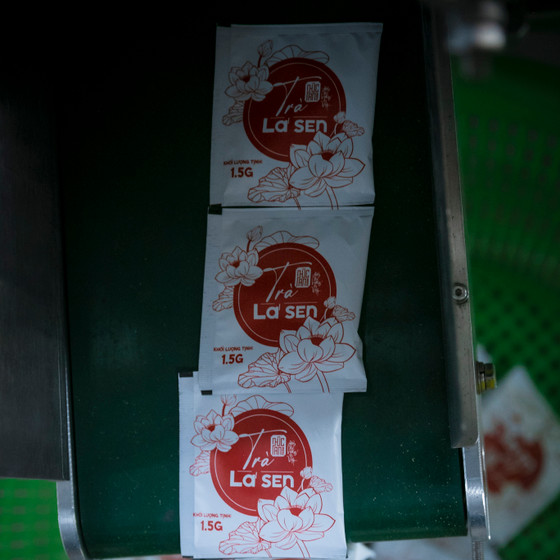 Trà
Lá SEN
KHỐI LƯỢNG TỊNH
1.5G
Trà
Lá SEN
KHỐI LƯỢNG TỊNH
1.5G
Trà
Lá SEN
KHỐI LƯỢNG TỊNH
1.5G